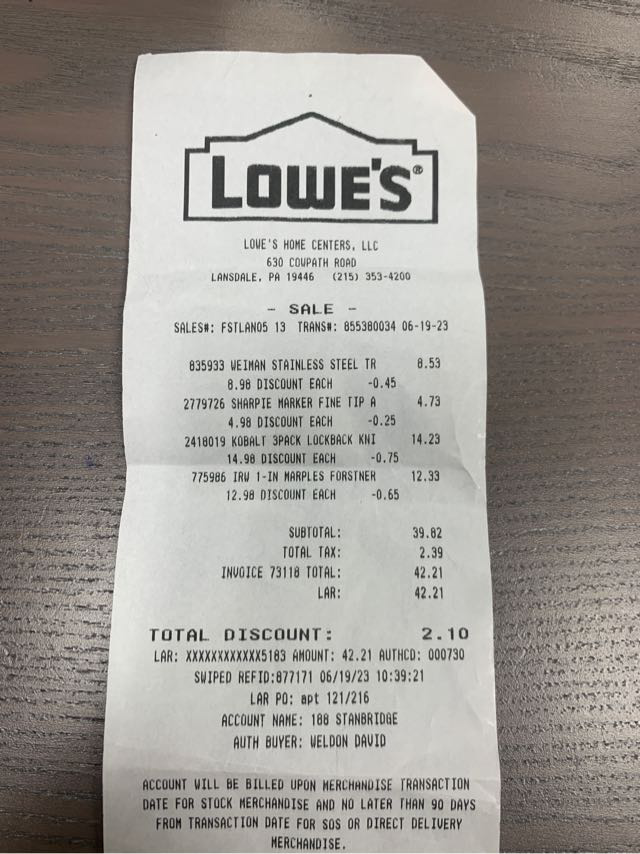 LOWE'S®
LOWE'S HOME CENTERS, LLC
630 COWPATH ROAD
LANSDALE, PA 19446 (215) 353-4200
- SALE -
SALES#: FSTLAN05 13 TRANS#: 855380034 06-19-23
835933 WEIMAN STAINLESS STEEL TR 8.53
8.98 DISCOUNT EACH -0.45
2779726 SHARPIE MARKER FINE TIP A 4.73
4.98 DISCOUNT EACH -0.25
2418019 KOBALT 3PACK LOCKBACK KNI 14.23
14.98 DISCOUNT EACH -0.75
775986 IRW 1-IN MARPLES FORSTNER 12.33
12.98 DISCOUNT EACH -0.65
SUBTOTAL: 39.82
TOTAL TAX: 2.39
INVOICE 73118 TOTAL: 42.21
LAR: 42.21
TOTAL DISCOUNT: 2.10
LAR: XXXXXXXXXXXX5183 AMOUNT: 42.21 AUTHCD: 000730
SWIPED REFID:877171 06/19/23 10:39:21
LAR PO: apt 121/216
ACCOUNT NAME: 188 STANBRIDGE
AUTH BUYER: WELDON DAVID
ACCOUNT WILL BE BILLED UPON MERCHANDISE TRANSACTION
DATE FOR STOCK MERCHANDISE AND NO LATER THAN 90 DAYS
FROM TRANSACTION DATE FOR SOS OR DIRECT DELIVERY
MERCHANDISE.